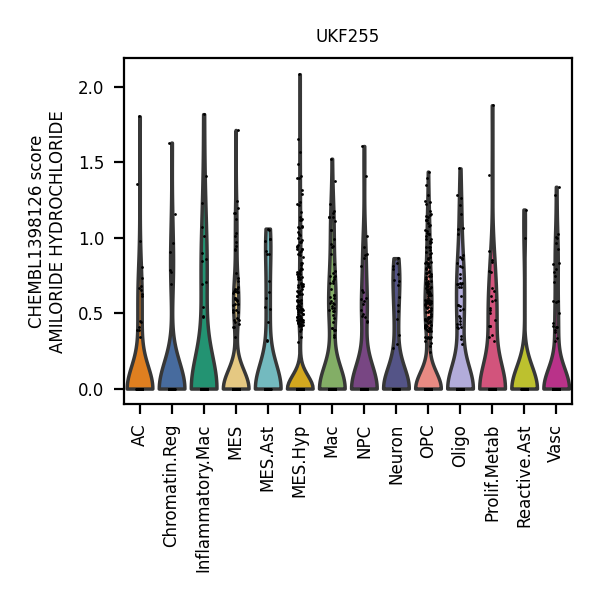 UKF255
CHEMBL1398126 score
AMILORIDE HYDROCHLORIDE
2.0
1.5
1.0
0.5
0.0
AC
Chromatin.Reg
Inflammatory.Mac
MES
MES.Ast
MES.Hyp
Mac
NPC
Neuron
OPC
Oligo
Prolif.Metab
Reactive.Ast
Vasc